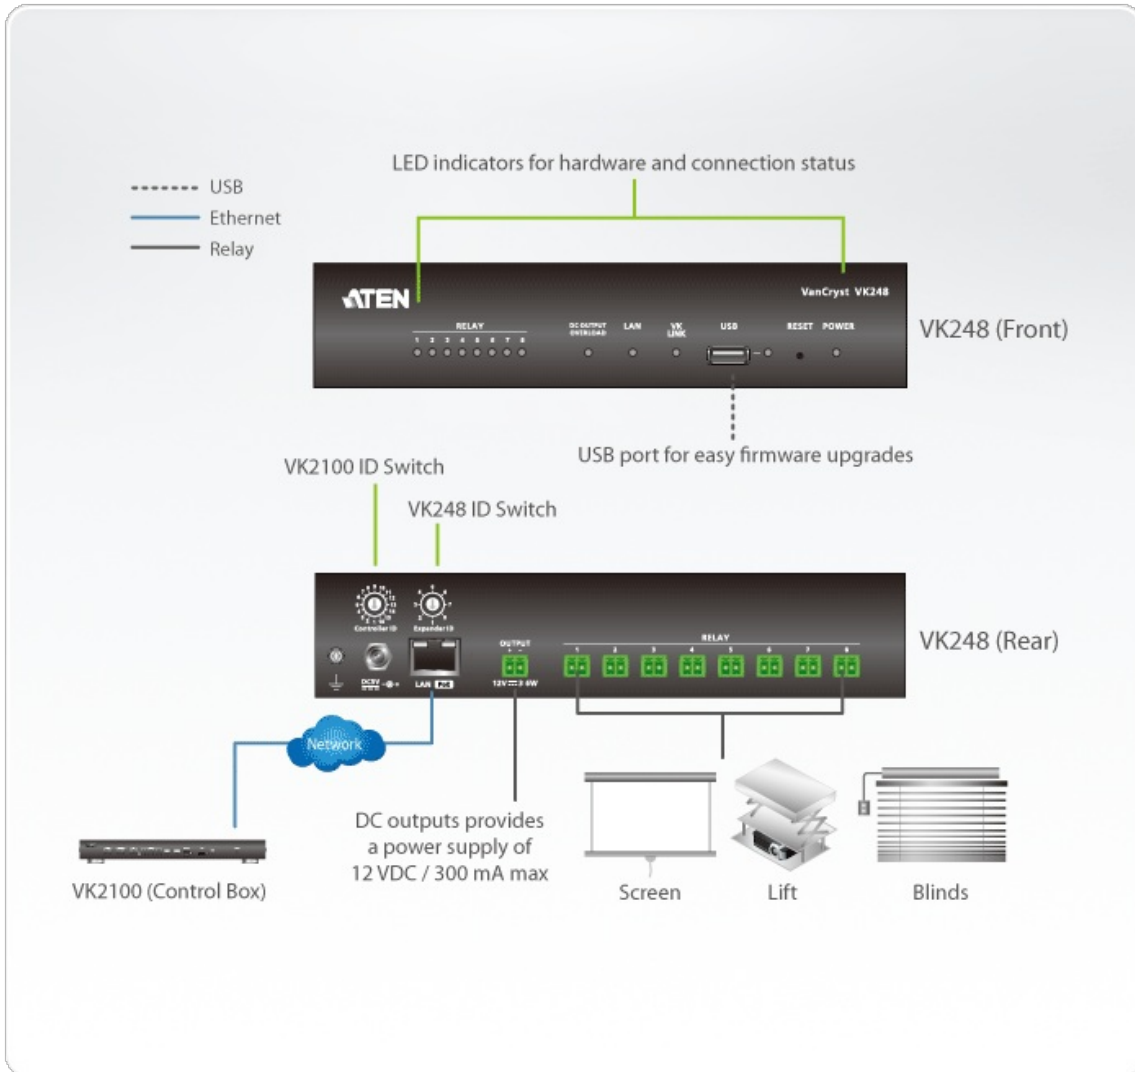 LED indicators for hardware and connection status
USB
Ethernet
Relay
ATEN
VanCryst VK248
RELAY
1 2 3 4 5 6 7 8
DC OUTPUT
OVERLOAD
LAN
VK
LINK
USB
RESET
POWER
VK248 (Front)
USB port for easy firmware upgrades
VK2100 ID Switch
VK248 ID Switch
Controller ID
Expander ID
OUTPUT
+ -
RELAY
1 2 3 4 5 6 7 8
VK248 (Rear)
LAN PoE
Network
DC outputs provides
a power supply of
12 VDC / 300 mA max
VK2100 (Control Box)
Screen
Lift
Blinds